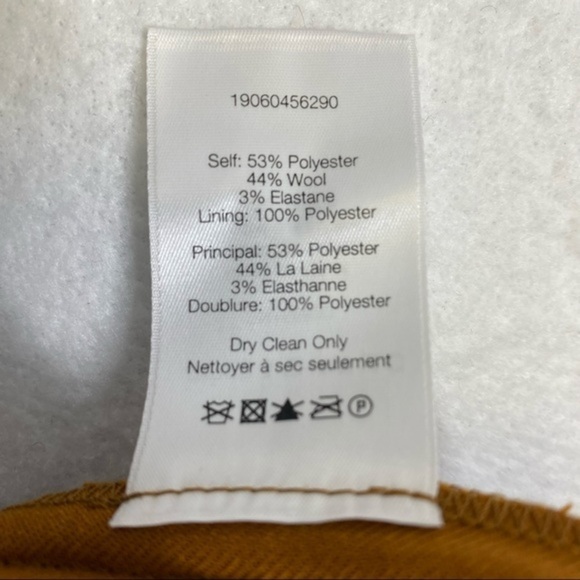 19060456290
Self: 53% Polyester
44% Wool
3% Elastane
Lining: 100% Polyester
Principal: 53% Polyester
44% La Laine
3% Elasthanne
Doublure: 100% Polyester
Dry Clean Only
Nettoyer à sec seulement
P